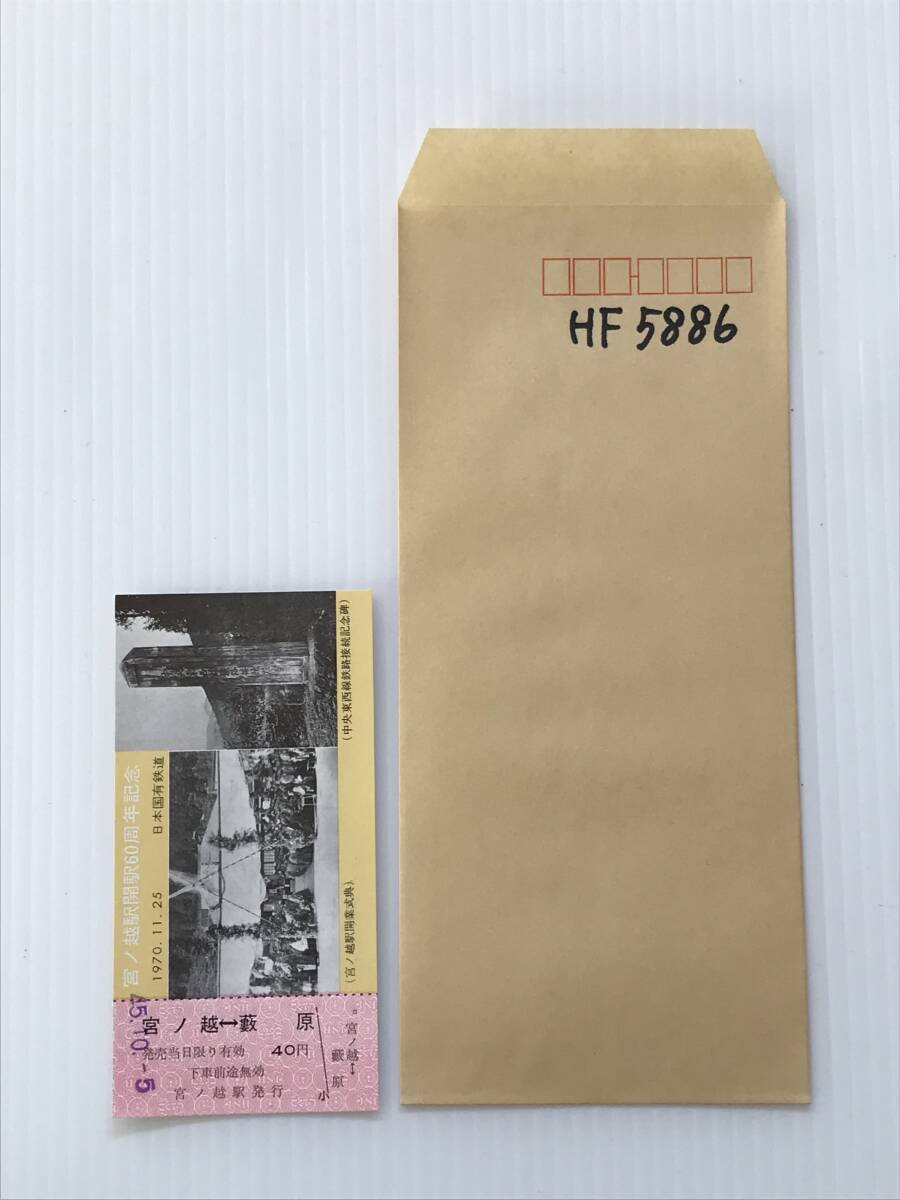 HF 5886
(中央東西線鉄路接続記念碑)
宮ノ越駅開駅60周年記念
1970.11.25 日本国有鉄道
(宮ノ越駅開業式典)
宮ノ越↔藪原
発売当日限り有効 40円
下車前途無効
宮ノ越駅発行
小
。宮ノ越↔藪原
45.10.-5